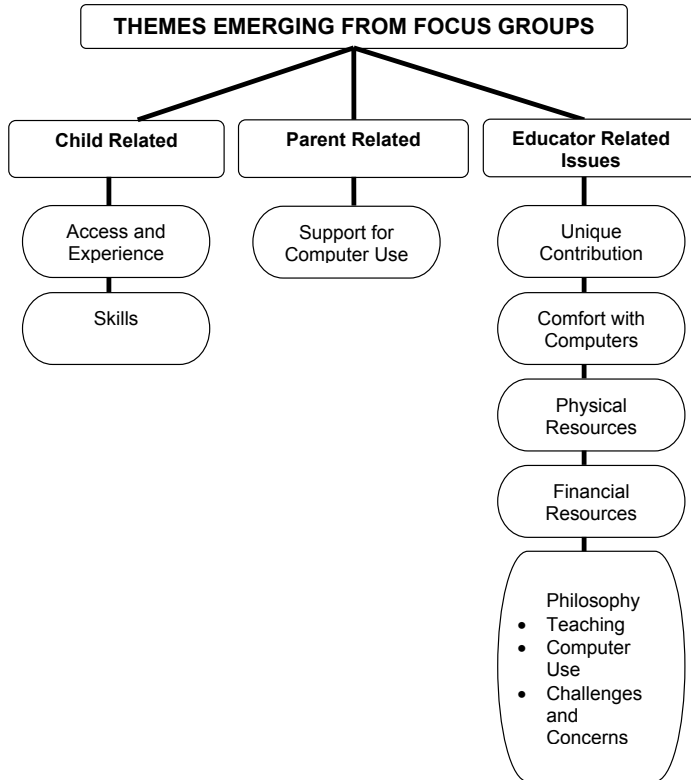 THEMES EMERGING FROM FOCUS GROUPS
Child Related
Access and
Experience
Skills
Parent Related
Support for
Computer Use
Educator Related
Issues
Unique
Contribution
Comfort with
Computers
Physical
Resources
Financial
Resources
Philosophy
• Teaching
• Computer
Use
• Challenges
and
Concerns